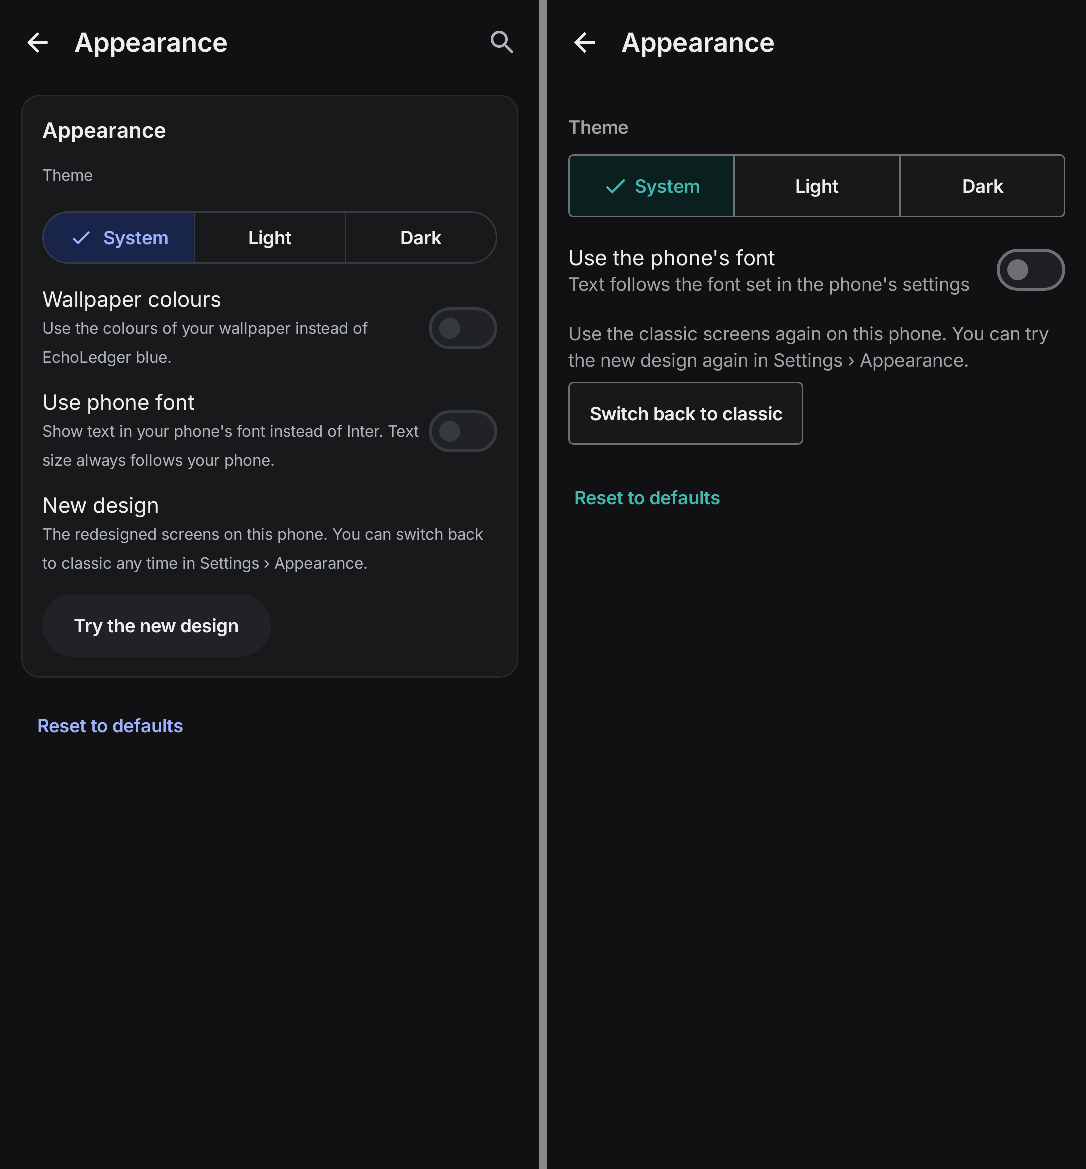 Appearance
Appearance
Theme
System
Light
Dark
Wallpaper colours
Use the colours of your wallpaper instead of
EchoLedger blue.
Use phone font
Show text in your phone's font instead of Inter. Text
size always follows your phone.
New design
The redesigned screens on this phone. You can switch back
to classic any time in Settings › Appearance.
Try the new design
Reset to defaults
Appearance
Theme
System
Light
Dark
Use the phone's font
Text follows the font set in the phone's settings
Use the classic screens again on this phone. You can try
the new design again in Settings › Appearance.
Switch back to classic
Reset to defaults